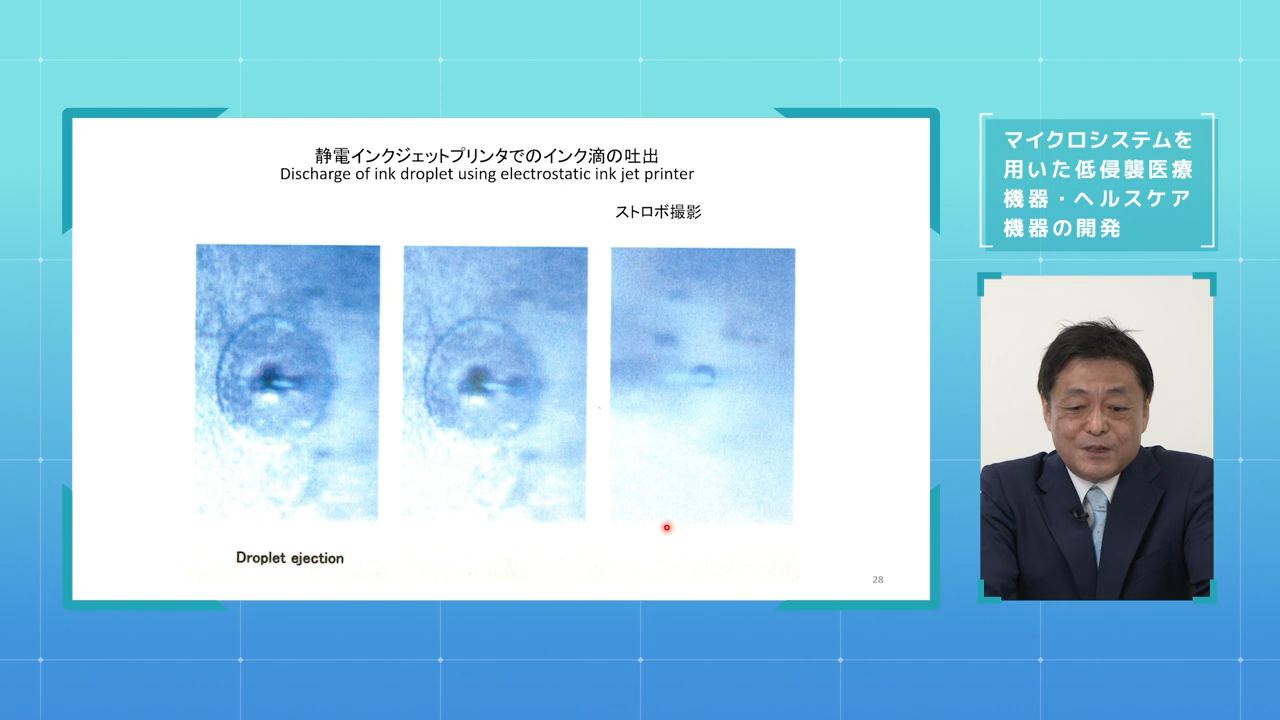 静電インクジェットプリンタでのインク滴の吐出
Discharge of ink droplet using electrostatic ink jet printer
ストロボ撮影
Droplet ejection
28
マイクロシステムを
用いた低侵襲医療
機器・ヘルスケア
機器の開発